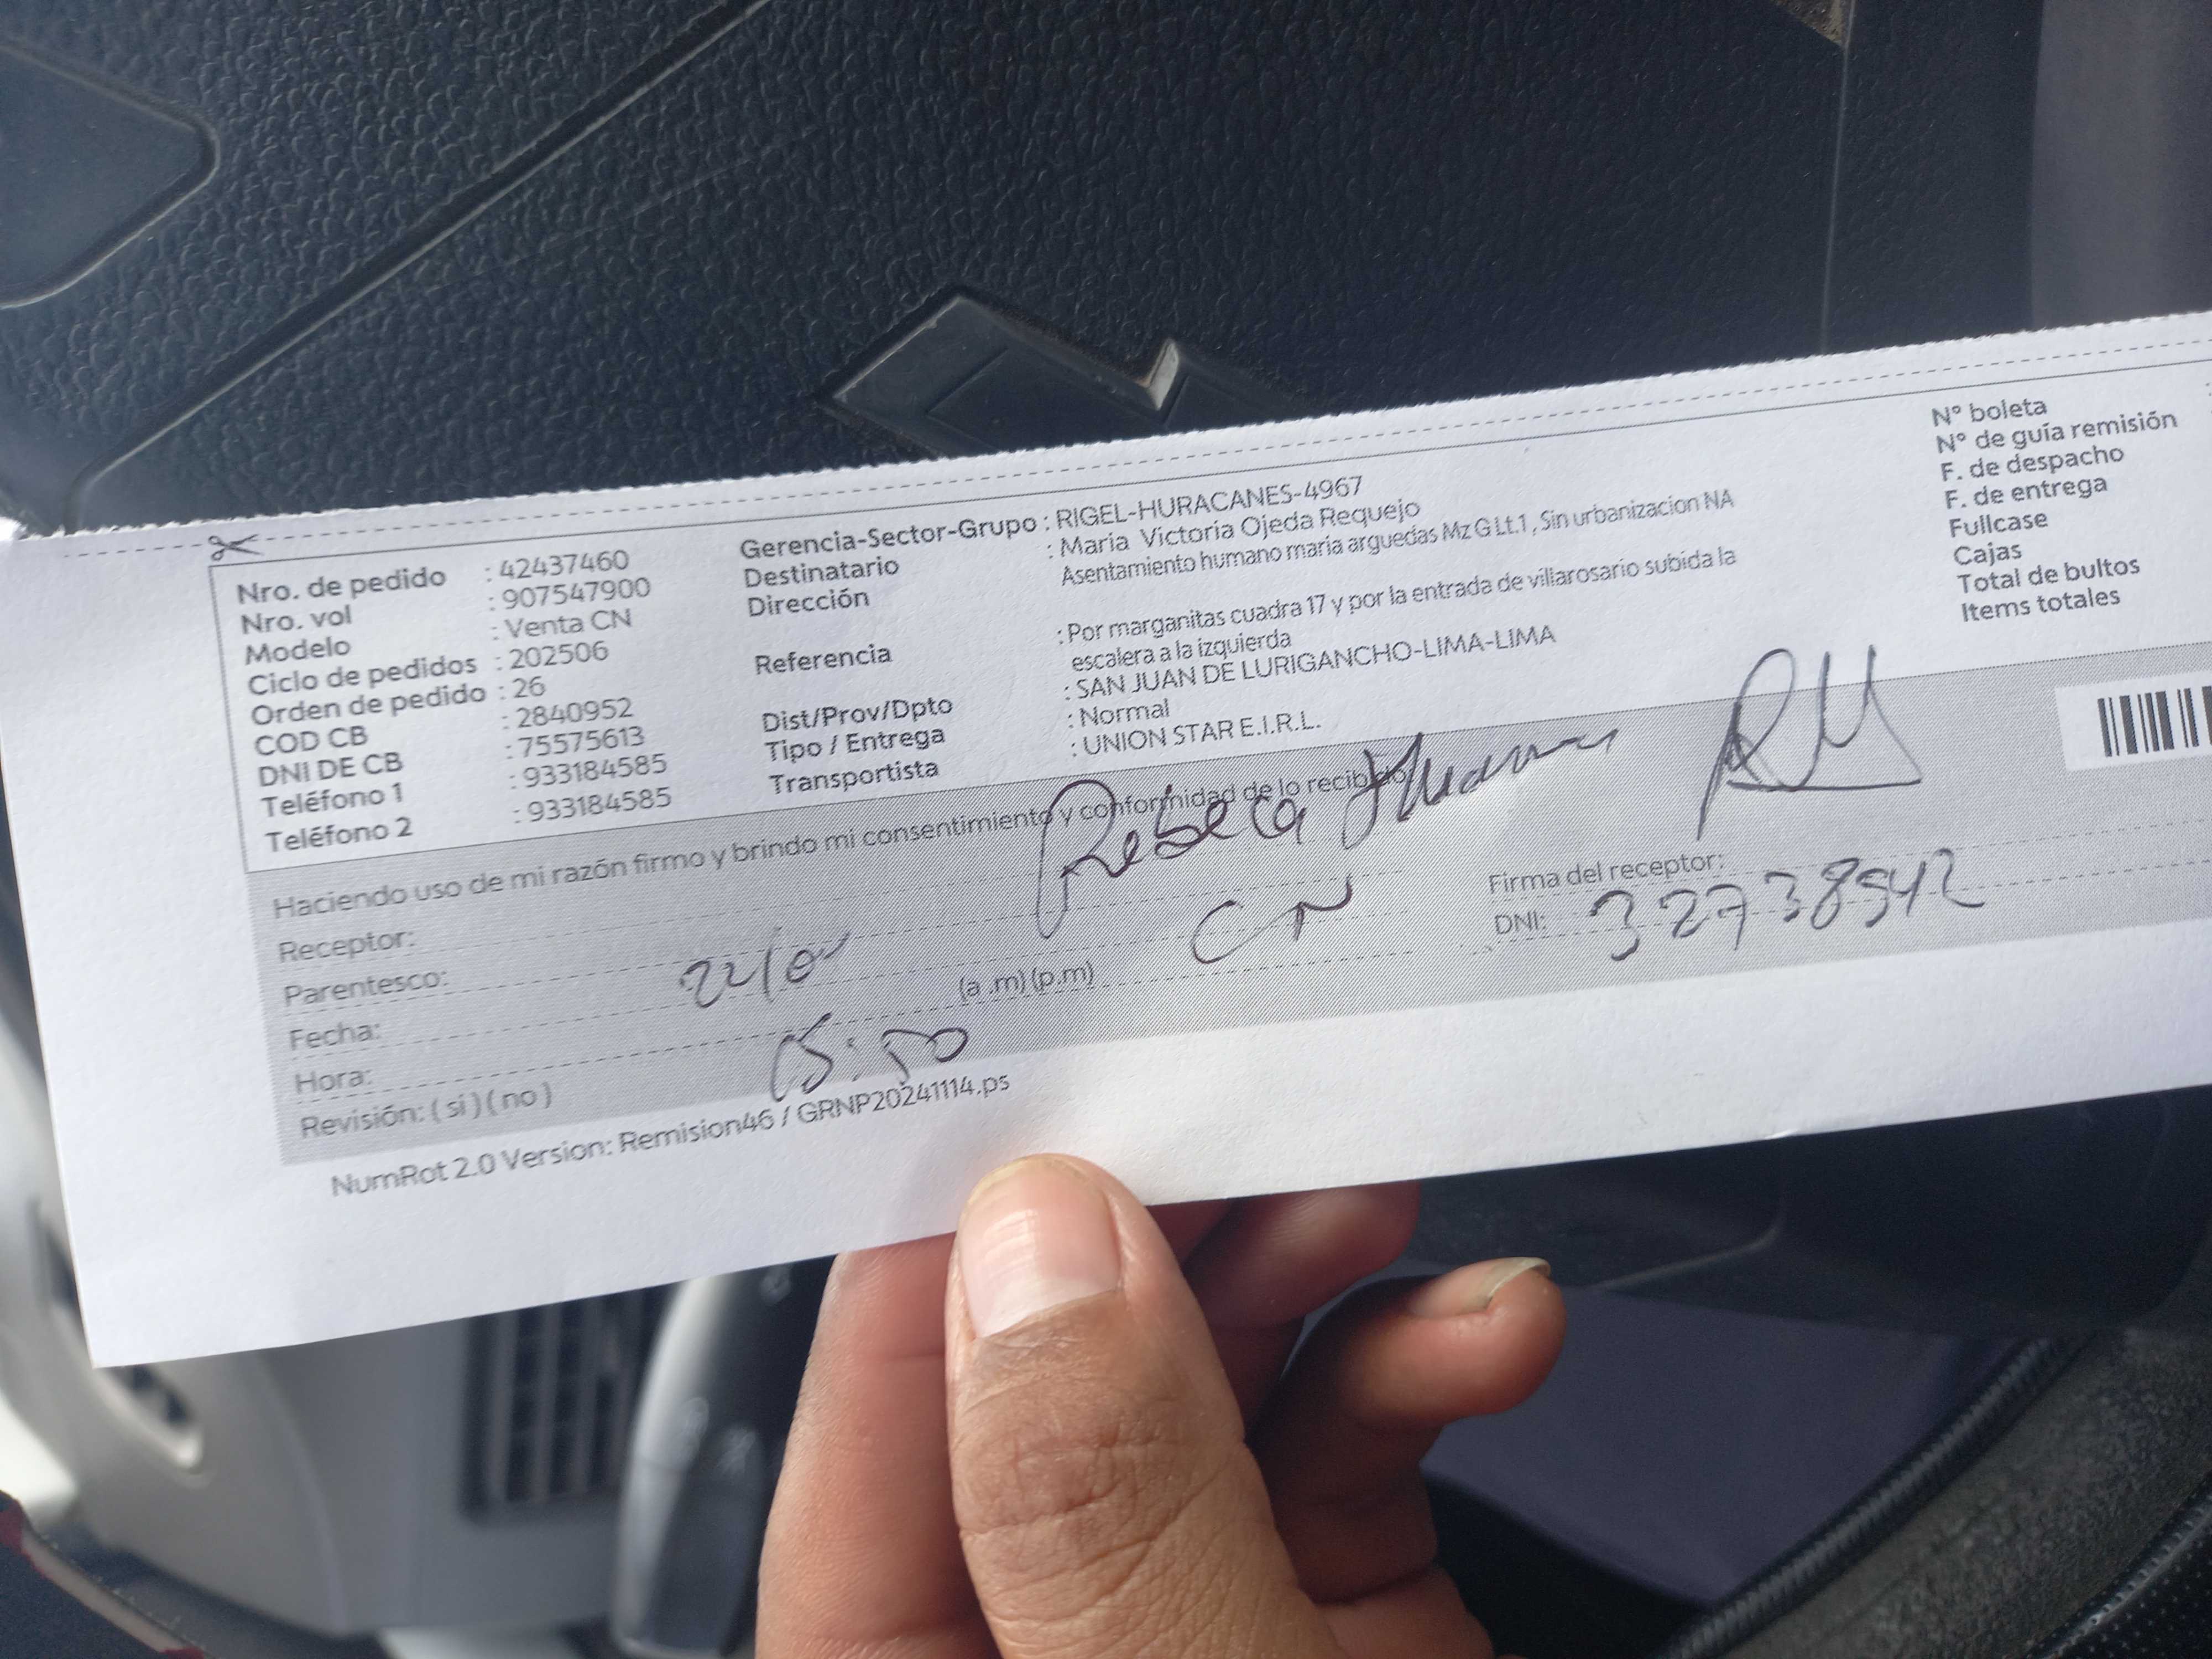 Nro. de pedido : 42437460
Nro. vol : 907547900
Modelo : Venta CN
Ciclo de pedidos : 202506
Orden de pedido : 26
COD CB : 2840952
DNI DE CB : 75575613
Teléfono 1 : 933184585
Teléfono 2 : 933184585
Gerencia-Sector-Grupo : RIGEL-HURACANES-4967
Destinatario : Maria Victoria Ojeda Requejo
Dirección Asentamiento humano maria arguedas Mz G Lt.1 , Sin urbanizacion NA
Referencia : Por marganitas cuadra 17 y por la entrada de villarosario subida la
escalera a la izquierda
Dist/Prov/Dpto : SAN JUAN DE LURIGANCHO-LIMA-LIMA
Tipo / Entrega : Normal
Transportista : UNION STAR E.I.R.L.
N° boleta
N° de guía remisión
F. de despacho
F. de entrega
Fullcase
Cajas
Total de bultos
Items totales
Haciendo uso de mi razón firmo y brindo mi consentimiento y conformidad de lo recibido:
Receptor: Rebeca
Parentesco: CN
Fecha:
Hora: 15:50 (a .m) (p.m)
Revisión: ( si ) ( no )
Firma del receptor:
DNI: 32738942
NumRot 2.0 Version: Remision46 / GRNP20241114.ps